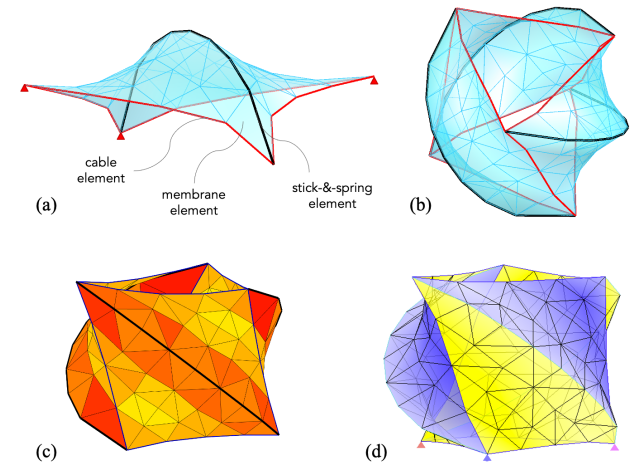 cable
element
membrane
element
stick-&-spring
element
(a)
(b)
(c)
(d)